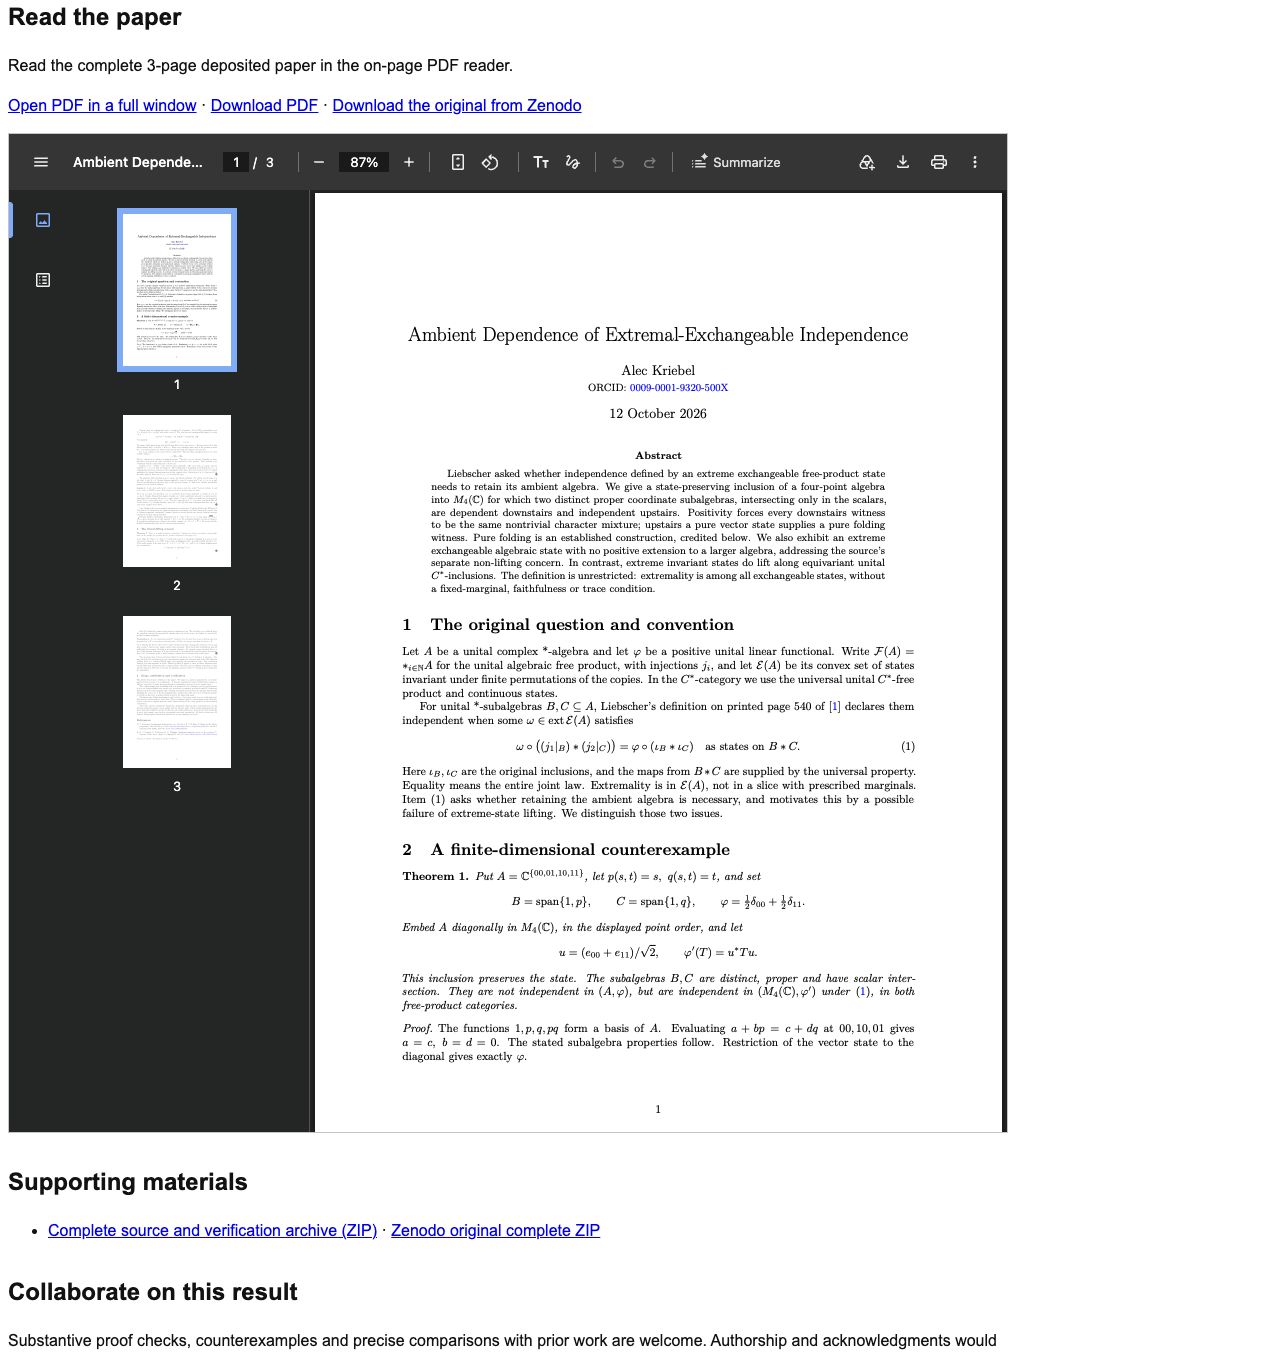 Read the paper
Read the complete 3-page deposited paper in the on-page PDF reader.
Open PDF in a full window · Download PDF · Download the original from Zenodo
Ambient Depende... 1 / 3 − 87% + Summarize
1
2
3
Ambient Dependence of Extremal-Exchangeable Independence
Alec Kriebel
ORCID: 0009-0001-9320-500X
12 October 2026
Abstract
Liebscher asked whether independence defined by an extreme exchangeable free-product state
needs to retain its ambient algebra. We give a state-preserving inclusion of a four-point algebra
into M₄(ℂ) for which two distinct proper coordinate subalgebras, intersecting only in the scalars,
are dependent downstairs and independent upstairs. Positivity forces every downstairs witness
to be the same nontrivial character mixture; upstairs a pure vector state supplies a pure folding
witness. Pure folding is an established construction, credited below. We also exhibit an extreme
exchangeable algebraic state with no positive extension to a larger algebra, addressing the source's
separate non-lifting concern. In contrast, extreme invariant states do lift along equivariant unital
C*-inclusions. The definition is unrestricted: extremality is among all exchangeable states, without
a fixed-marginal, faithfulness or trace condition.
1 The original question and convention
Let A be a unital complex *-algebra and let φ be a positive unital linear functional. Write ℱ(A) =
*ᵢ∈ℕA for the unital algebraic free product, with injections jᵢ, and let ℰ(A) be its convex set of states
invariant under finite permutations of the copies. In the C*-category we use the universal unital C*-free
product and continuous states.
For unital *-subalgebras B, C ⊆ A, Liebscher's definition on printed page 540 of [1] declares them
independent when some ω ∈ ext ℰ(A) satisfies
ω ∘ ((j₁|B) * (j₂|C)) = φ ∘ (ιB * ιC) as states on B * C. (1)
Here ιB, ιC are the original inclusions, and the maps from B * C are supplied by the universal property.
Equality means the entire joint law. Extremality is in ℰ(A), not in a slice with prescribed marginals.
Item (1) asks whether retaining the ambient algebra is necessary, and motivates this by a possible
failure of extreme-state lifting. We distinguish those two issues.
2 A finite-dimensional counterexample
Theorem 1. Put A = ℂ^{00,01,10,11}, let p(s, t) = s, q(s, t) = t, and set
B = span{1, p}, C = span{1, q}, φ = ½δ₀₀ + ½δ₁₁.
Embed A diagonally in M₄(ℂ), in the displayed point order, and let
u = (e₀₀ + e₁₁)/√2, φ′(T) = u*Tu.
This inclusion preserves the state. The subalgebras B, C are distinct, proper and have scalar inter-
section. They are not independent in (A, φ), but are independent in (M₄(ℂ), φ′) under (1), in both
free-product categories.
Proof. The functions 1, p, q, pq form a basis of A. Evaluating a + bp = c + dq at 00, 10, 01 gives
a = c, b = d = 0. The stated subalgebra properties follow. Restriction of the vector state to the
diagonal gives exactly φ.
1
Supporting materials
• Complete source and verification archive (ZIP) · Zenodo original complete ZIP
Collaborate on this result
Substantive proof checks, counterexamples and precise comparisons with prior work are welcome. Authorship and acknowledgments would